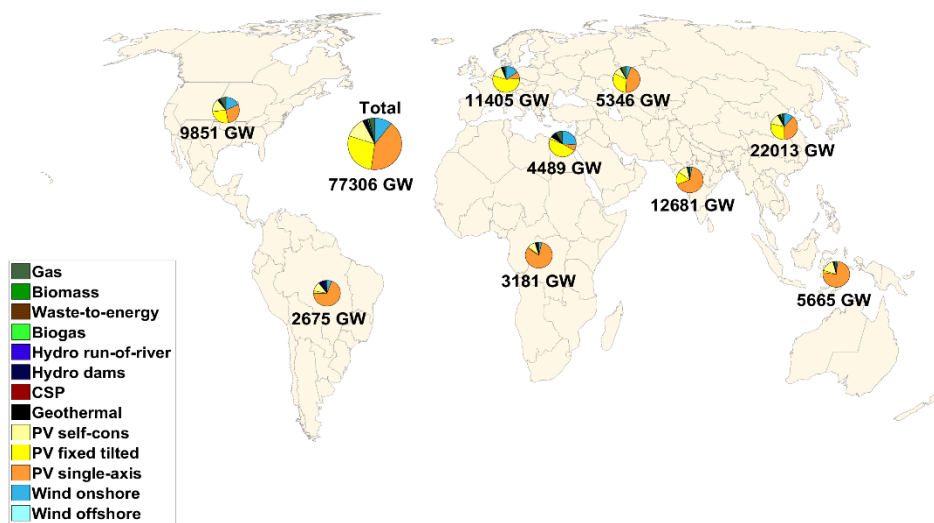 Total
9851 GW
77306 GW
11405 GW
5346 GW
4489 GW
22013 GW
12681 GW
3181 GW
5665 GW
2675 GW
Gas
Biomass
Waste-to-energy
Biogas
Hydro run-of-river
Hydro dams
CSP
Geothermal
PV self-cons
PV fixed tilted
PV single-axis
Wind onshore
Wind offshore